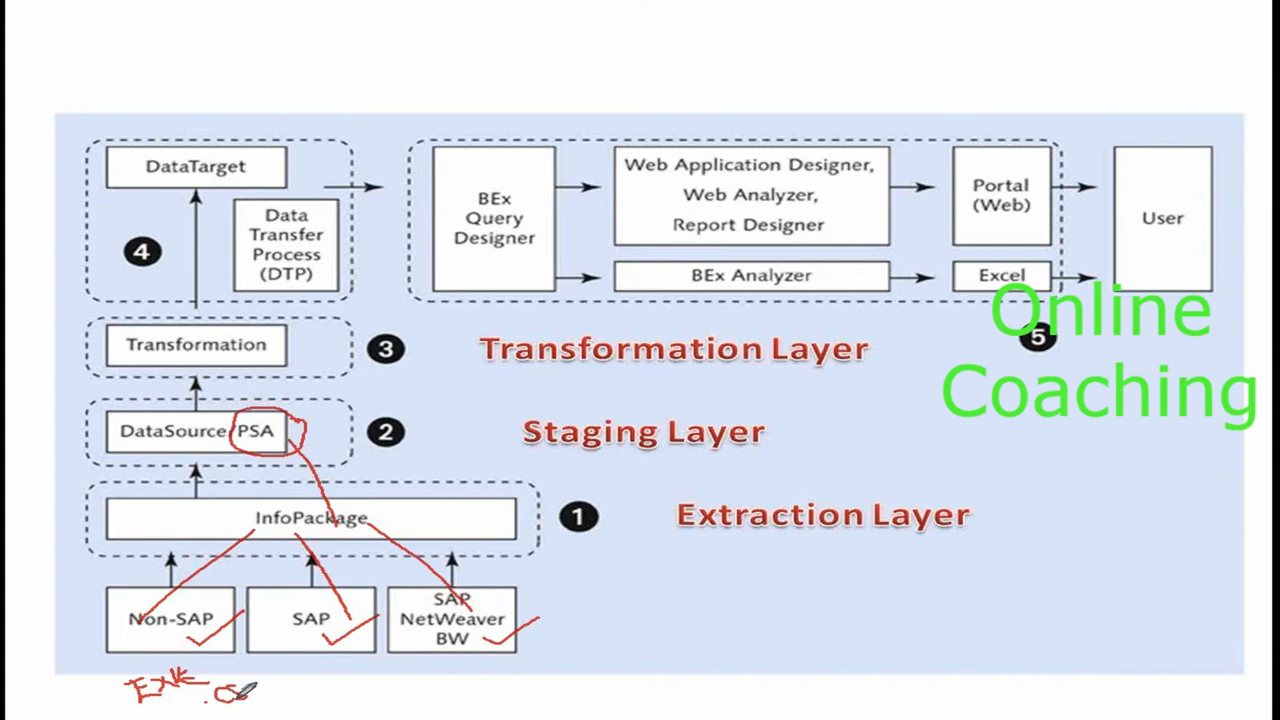 DataTarget
Data
Transfer
Process
(DTP)
4
BEx
Query
Designer
Web Application Designer,
Web Analyzer,
Report Designer
BEx Analyzer
Portal
(Web)
Excel
User
5
Online
Coaching
Transformation
3
Transformation Layer
DataSource/PSA
2
Staging Layer
InfoPackage
1
Extraction Layer
Non-SAP
SAP
SAP
NetWeaver
BW